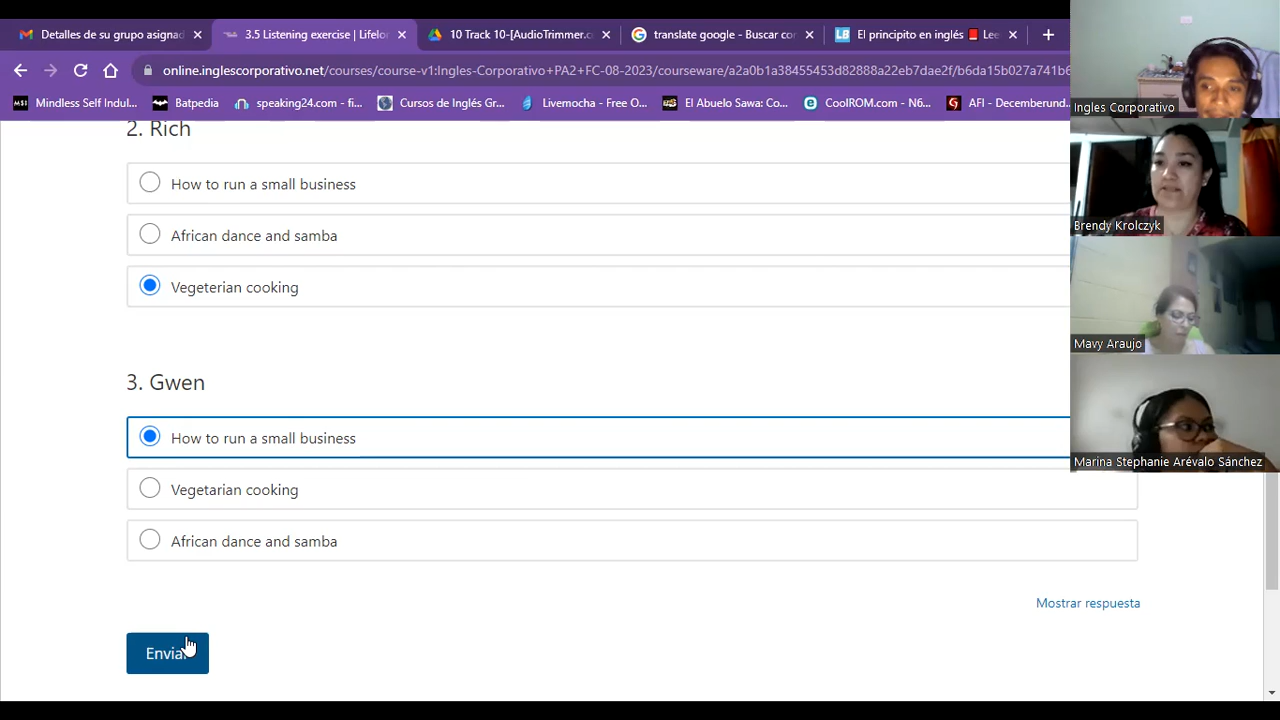 Detalles de su grupo asignad
3.5 Listening exercise | Lifelo
10 Track 10-[AudioTrimmer.c
translate google - Buscar con
El principito en inglés 📕 Lee
online.inglescorporativo.net/courses/course-v1:Ingles-Corporativo+PA2+FC-08-2023/courseware/a2a0b1a38455453d82888a22eb7dae2f/b6da15b027a741b6
Mindless Self Indul...
Batpedia
speaking24.com - fi...
Cursos de Inglés Gr...
Livemocha - Free O...
El Abuelo Sawa: Co...
CoolROM.com - N6...
AFI - Decemberund...
2. Rich
How to run a small business
African dance and samba
Vegeterian cooking
3. Gwen
How to run a small business
Vegetarian cooking
African dance and samba
Mostrar respuesta
Enviar
Ingles Corporativo
Brendy Krolczyk
Mavy Araujo
Marina Stephanie Arévalo Sánchez